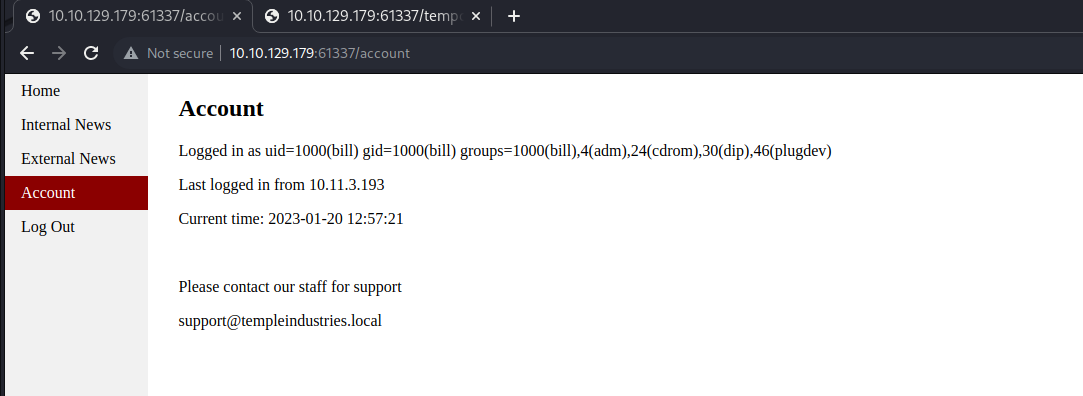 10.10.129.179:61337/accou
10.10.129.179:61337/temp
Not secure
10.10.129.179:61337/account
Home
Internal News
External News
Account
Log Out
Account
Logged in as uid=1000(bill) gid=1000(bill) groups=1000(bill),4(adm),24(cdrom),30(dip),46(plugdev)
Last logged in from 10.11.3.193
Current time: 2023-01-20 12:57:21
Please contact our staff for support
support@templeindustries.local